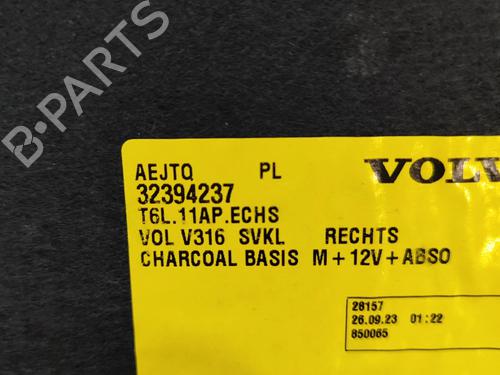 B-PARTS
AEJTQ PL VOLV
32394237
T6L.11AP.ECHS
VOL V316 SVKL RECHTS
CHARCOAL BASIS M+12V+ABSO
28157
26.09.23 01:22
850065